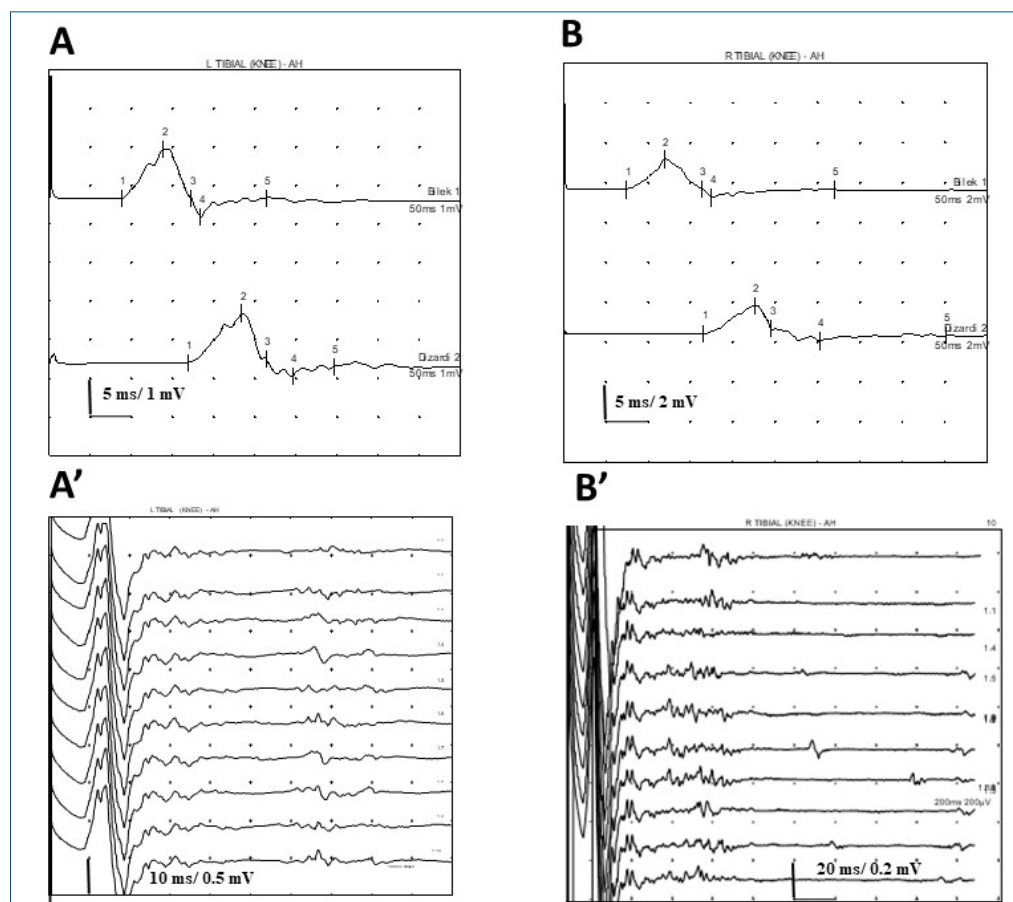 A
L TIBIAL (KNEE) - AH
2
1
3
4
5
Bilek 1
50ms 1mV
2
1
3
4
5
Dizardi 2
50ms 1mV
5 ms/ 1 mV
B
R TIBIAL (KNEE) - AH
2
1
3
4
5
Bilek 1
50ms 2mV
2
1
3
4
5
Dizardi 2
50ms 2mV
5 ms/ 2 mV
A’
L TIBIAL (KNEE) - AH
10 ms/ 0.5 mV
B’
R TIBIAL (KNEE) - AH
10
1.1
1.4
1.5
200ms 200µV
20 ms/ 0.2 mV